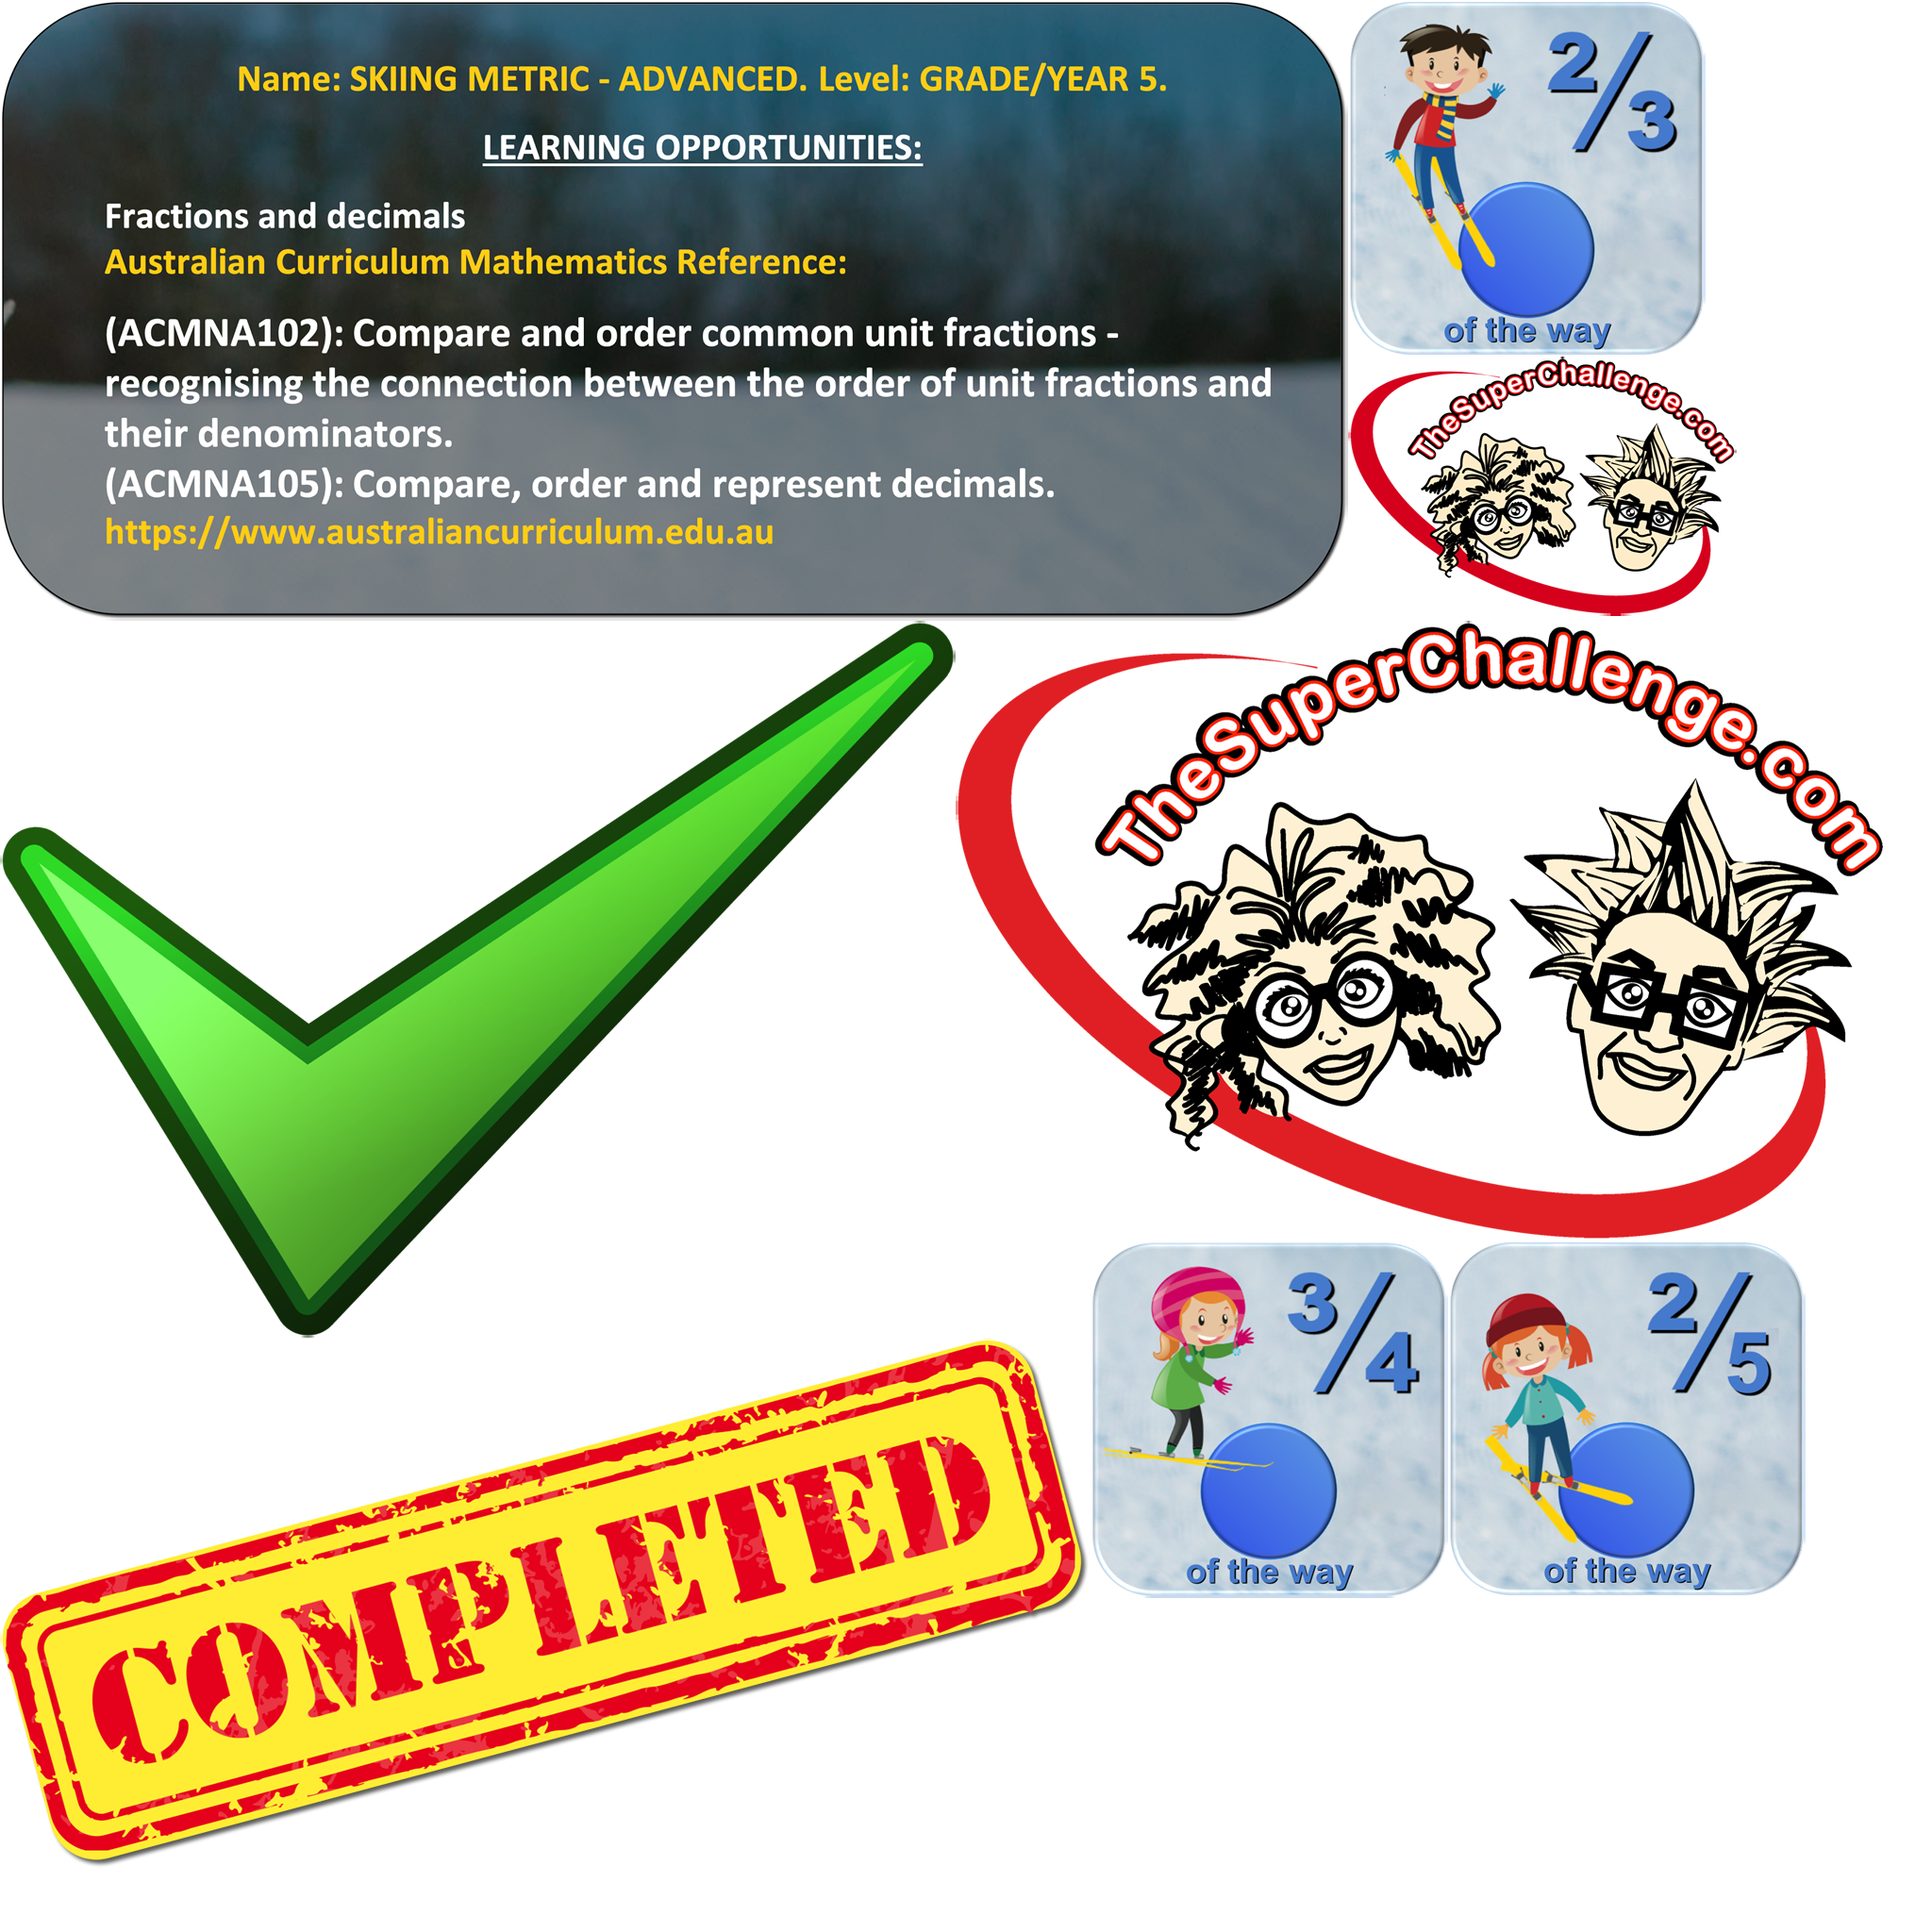 Name: SKIING METRIC - ADVANCED. Level: GRADE/YEAR 5.
LEARNING OPPORTUNITIES:
Fractions and decimals
Australian Curriculum Mathematics Reference:
(ACMNA102): Compare and order common unit fractions -
recognising the connection between the order of unit fractions and
their denominators.
(ACMNA105): Compare, order and represent decimals.
https://www.australiancurriculum.edu.au
2/3
of the way
TheSuperChallenge.com
TheSuperChallenge.com
3/4
of the way
2/5
of the way
COMPLETED